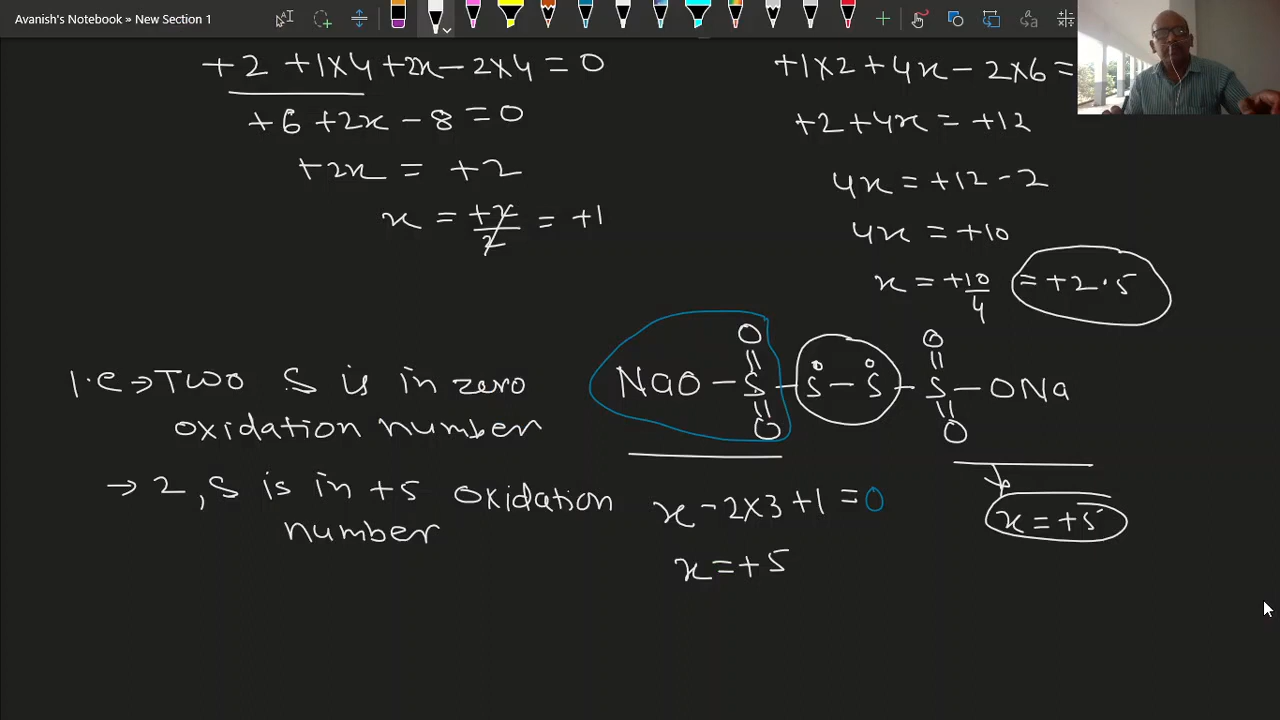 Avanish's Notebook » New Section 1
+2 +1x4+2x-2x4=0
+6 +2x-8=0
+2x = +2
x = +2/2 = +1
+1x2+4x-2x6=
+2+4x=+12
4x=+12-2
4x=+10
x=+10/4 =+2.5
O O
NaO-S-S-S-S-ONa
O O
1.e→Two S is in zero
oxidation number
→2,S is in +5 oxidation
number
x-2x3+1=0
x=+5
x=+5